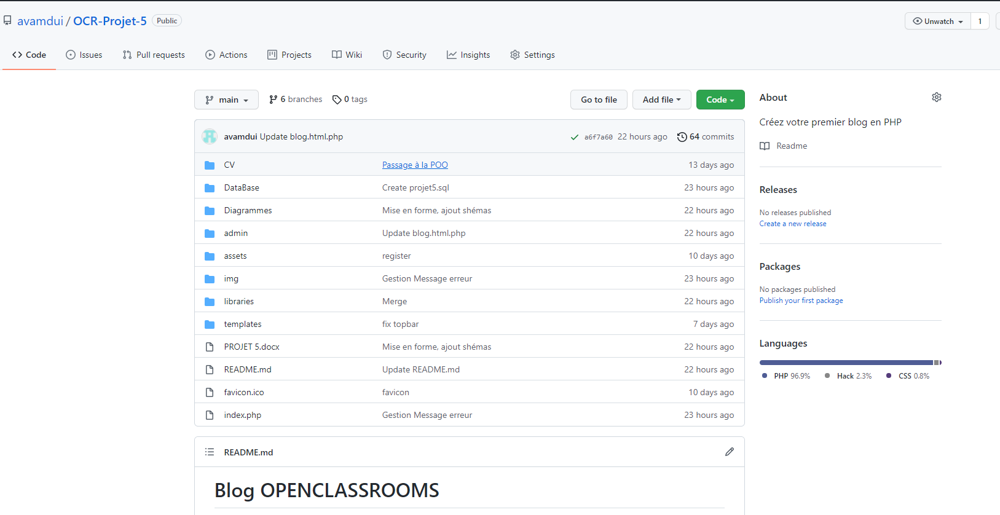 avamdui / OCR-Projet-5 Public
Unwatch 1
Code Issues Pull requests Actions Projects Wiki Security Insights Settings
main 6 branches 0 tags Go to file Add file Code
avamdui Update blog.html.php a6f7a60 22 hours ago 64 commits
CV Passage à la POO 13 days ago
DataBase Create projet5.sql 23 hours ago
Diagrammes Mise en forme, ajout shémas 22 hours ago
admin Update blog.html.php 22 hours ago
assets register 10 days ago
img Gestion Message erreur 23 hours ago
libraries Merge 22 hours ago
templates fix topbar 7 days ago
PROJET 5.docx Mise en forme, ajout shémas 22 hours ago
README.md Update README.md 22 hours ago
favicon.ico favicon 10 days ago
index.php Gestion Message erreur 23 hours ago
README.md
Blog OPENCLASSROOMS
About
Créez votre premier blog en PHP
Readme
Releases
No releases published
Create a new release
Packages
No packages published
Publish your first package
Languages
PHP 96.9% Hack 2.3% CSS 0.8%